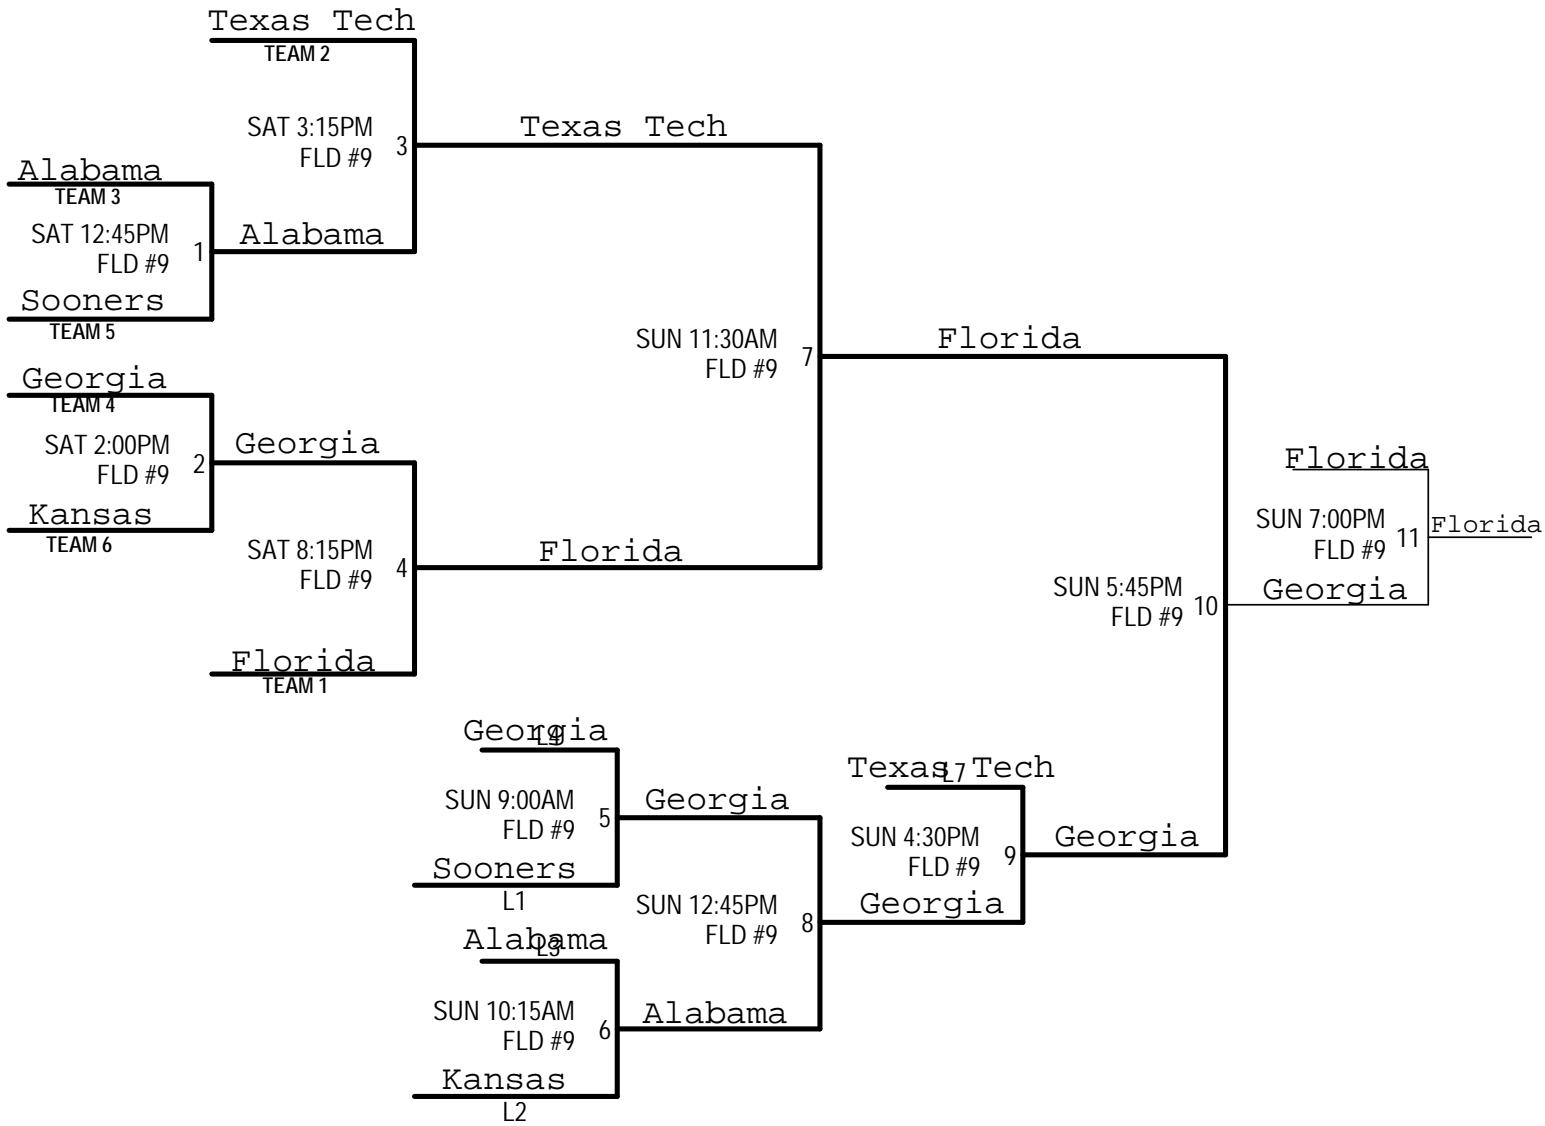 Texas Tech
TEAM 2
SAT 3:15PM
FLD #9
3
Texas Tech
Alabama
TEAM 3
SAT 12:45PM
FLD #9
1
Alabama
Sooners
TEAM 5
SUN 11:30AM
FLD #9
7
Florida
Georgia
TEAM 4
SAT 2:00PM
FLD #9
2
Georgia
Kansas
TEAM 6
SAT 8:15PM
FLD #9
4
Florida
Florida
TEAM 1
Florida
SUN 7:00PM
FLD #9
11
Florida
SUN 5:45PM
FLD #9
10
Georgia
Georgia
L4
SUN 9:00AM
FLD #9
5
Georgia
Sooners
L1
Texas Tech
L7
SUN 4:30PM
FLD #9
9
Georgia
SUN 12:45PM
FLD #9
8
Georgia
Alabama
L3
SUN 10:15AM
FLD #9
6
Alabama
Kansas
L2